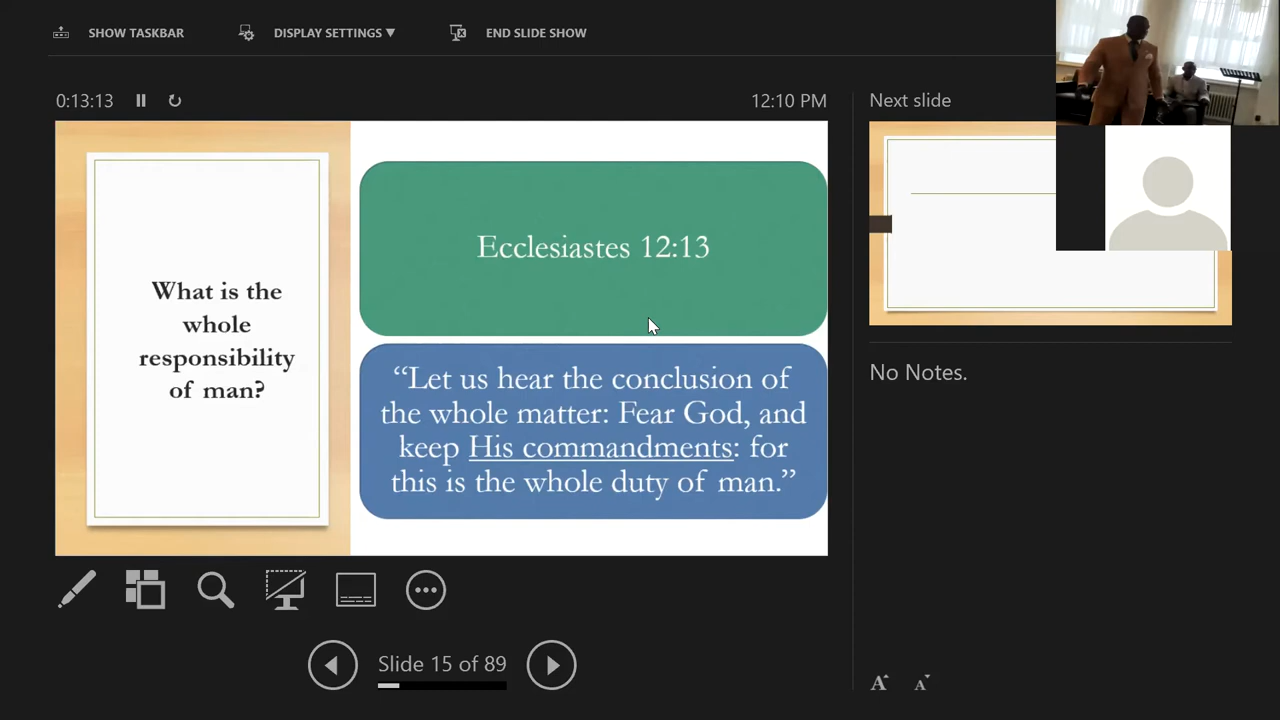 SHOW TASKBAR
DISPLAY SETTINGS ▼
END SLIDE SHOW
0:13:13
12:10 PM
Next slide
What is the
whole
responsibility
of man?
Ecclesiastes 12:13
“Let us hear the conclusion of
the whole matter: Fear God, and
keep His commandments: for
this is the whole duty of man.”
No Notes.
Slide 15 of 89
A A